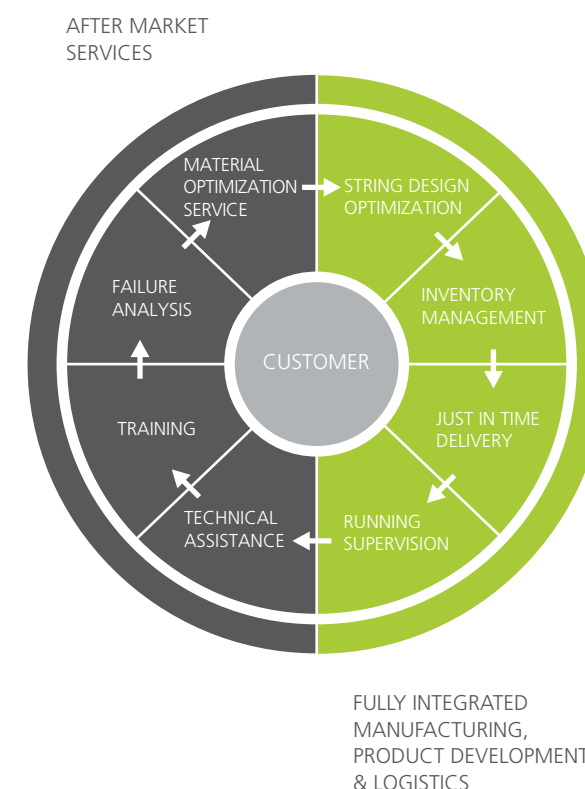 AFTER MARKET
SERVICES
MATERIAL
OPTIMIZATION
SERVICE
STRING DESIGN
OPTIMIZATION
FAILURE
ANALYSIS
INVENTORY
MANAGEMENT
CUSTOMER
TRAINING
JUST IN TIME
DELIVERY
TECHNICAL
ASSISTANCE
RUNNING
SUPERVISION
FULLY INTEGRATED
MANUFACTURING,
PRODUCT DEVELOPMENT
& LOGISTICS